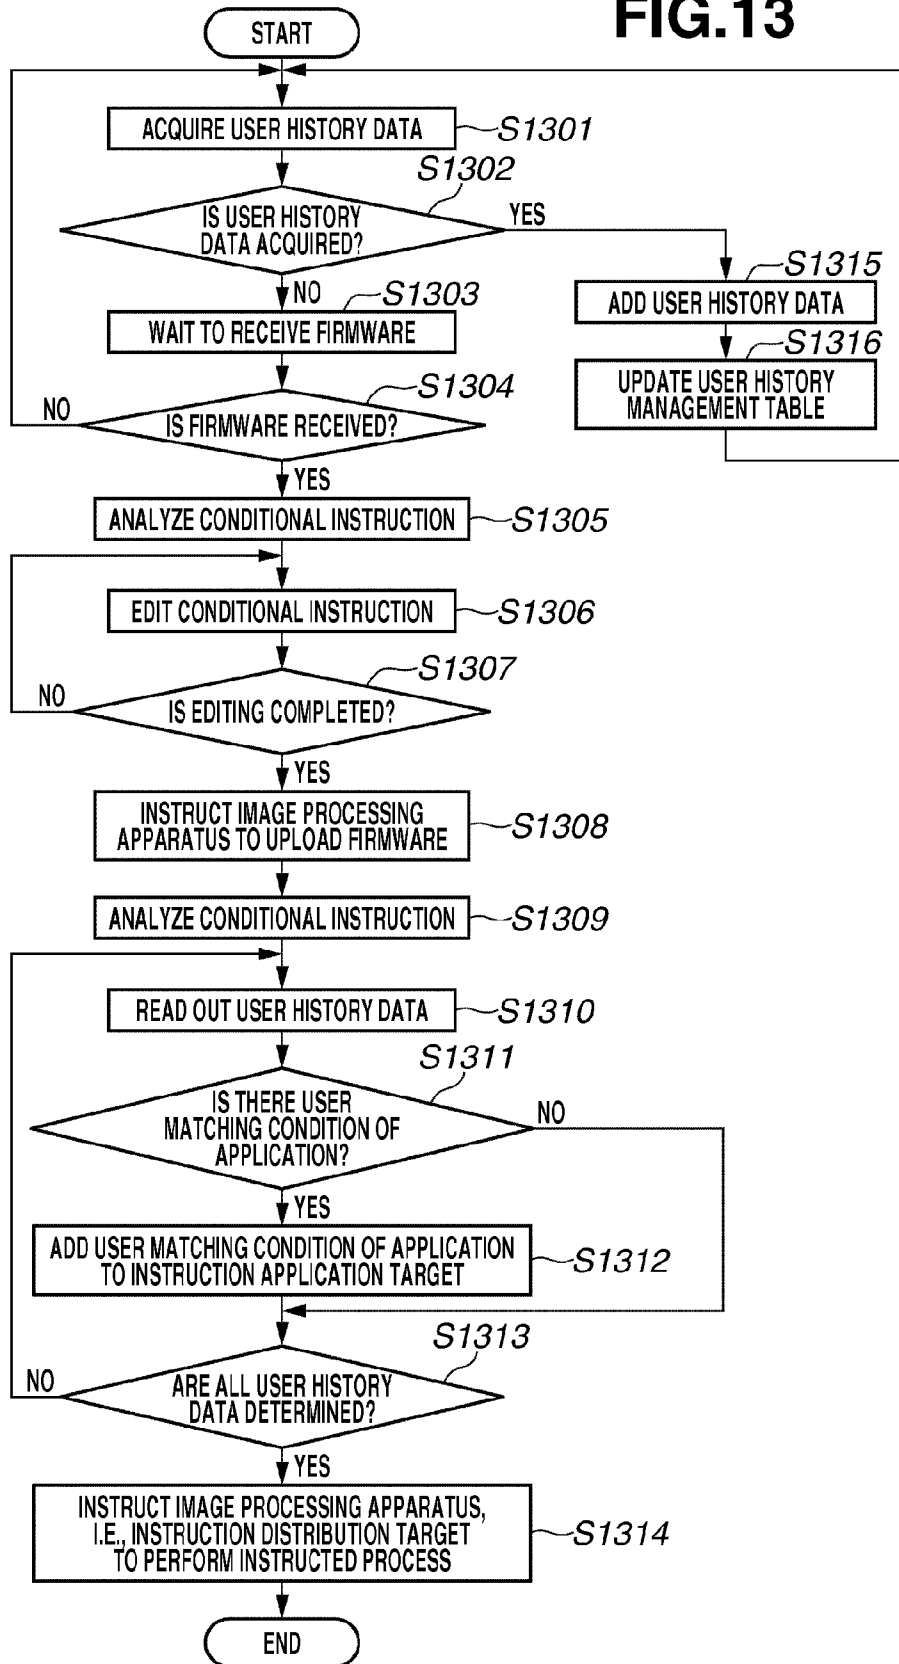 FIG.13
START
ACQUIRE USER HISTORY DATA
S1301
S1302
IS USER HISTORY
DATA ACQUIRED?
YES
NO
S1303
WAIT TO RECEIVE FIRMWARE
S1315
ADD USER HISTORY DATA
S1316
UPDATE USER HISTORY
MANAGEMENT TABLE
S1304
IS FIRMWARE RECEIVED?
NO
YES
ANALYZE CONDITIONAL INSTRUCTION
S1305
EDIT CONDITIONAL INSTRUCTION
S1306
S1307
IS EDITING COMPLETED?
NO
YES
INSTRUCT IMAGE PROCESSING
APPARATUS TO UPLOAD FIRMWARE
S1308
ANALYZE CONDITIONAL INSTRUCTION
S1309
READ OUT USER HISTORY DATA
S1310
S1311
IS THERE USER
MATCHING CONDITION OF
APPLICATION?
NO
YES
ADD USER MATCHING CONDITION OF APPLICATION
TO INSTRUCTION APPLICATION TARGET
S1312
S1313
ARE ALL USER HISTORY
DATA DETERMINED?
NO
YES
INSTRUCT IMAGE PROCESSING APPARATUS,
I.E., INSTRUCTION DISTRIBUTION TARGET
TO PERFORM INSTRUCTED PROCESS
S1314
END